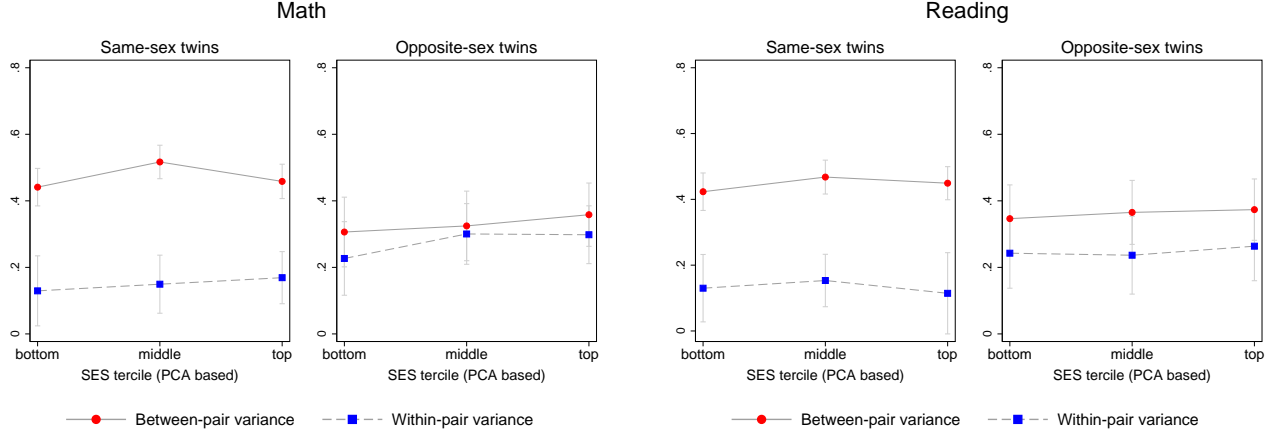 Math
Reading
Same-sex twins
Opposite-sex twins
Same-sex twins
Opposite-sex twins
.8
.6
.4
.2
0
.8
.6
.4
.2
0
.8
.6
.4
.2
0
.8
.6
.4
.2
0
bottom middle top
bottom middle top
bottom middle top
bottom middle top
SES tercile (PCA based)
SES tercile (PCA based)
SES tercile (PCA based)
SES tercile (PCA based)
Between-pair variance Within-pair variance
Between-pair variance Within-pair variance